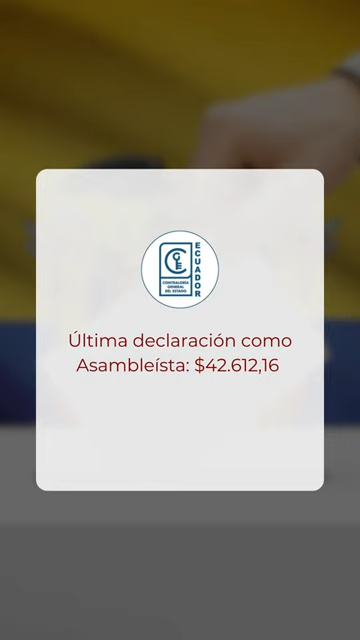 CGE
ECUADOR
CONTRALORÍA
GENERAL
DEL ESTADO
Última declaración como
Asambleísta: $42.612,16